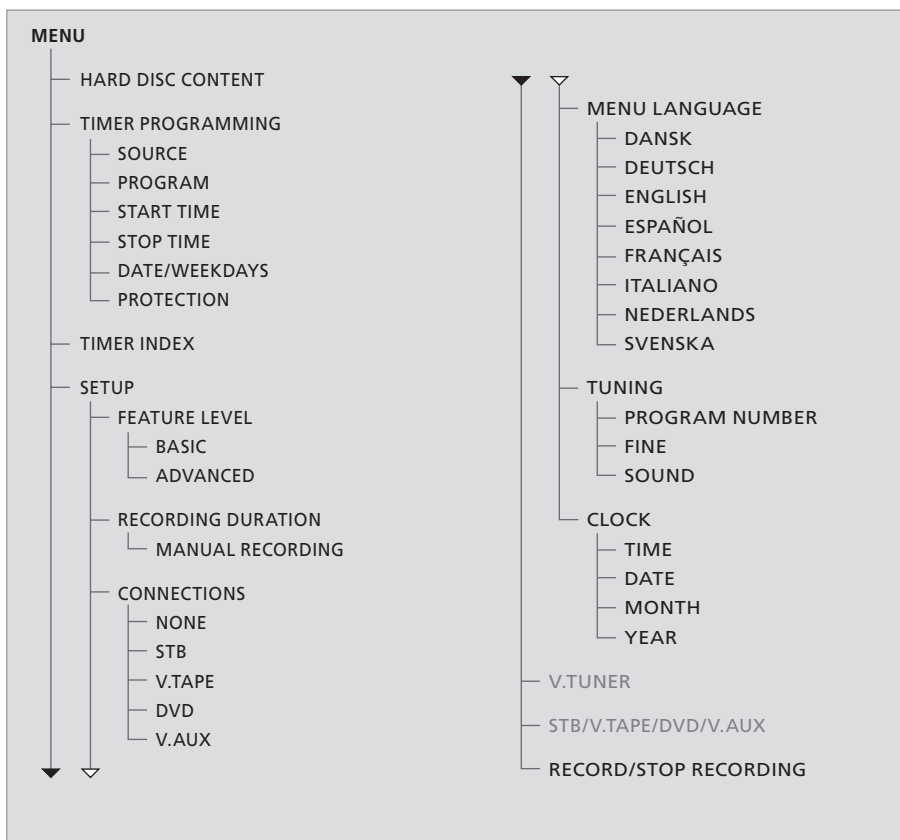 MENU
HARD DISC CONTENT
TIMER PROGRAMMING
SOURCE
PROGRAM
START TIME
STOP TIME
DATE/WEEKDAYS
PROTECTION
TIMER INDEX
SETUP
FEATURE LEVEL
BASIC
ADVANCED
RECORDING DURATION
MANUAL RECORDING
CONNECTIONS
NONE
STB
V.TAPE
DVD
V.AUX
MENU LANGUAGE
DANSK
DEUTSCH
ENGLISH
ESPAÑOL
FRANÇAIS
ITALIANO
NEDERLANDS
SVENSKA
TUNING
PROGRAM NUMBER
FINE
SOUND
CLOCK
TIME
DATE
MONTH
YEAR
V.TUNER
STB/V.TAPE/DVD/V.AUX
RECORD/STOP RECORDING